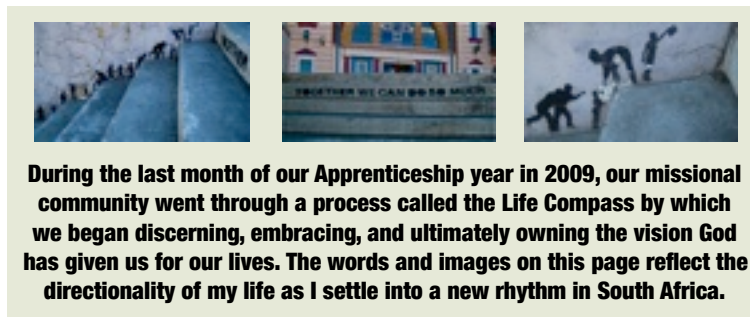 TOGETHER WE CAN DO SO MUCH
During the last month of our Apprenticeship year in 2009, our missional
community went through a process called the Life Compass by which
we began discerning, embracing, and ultimately owning the vision God
has given us for our lives. The words and images on this page reflect the
directionality of my life as I settle into a new rhythm in South Africa.